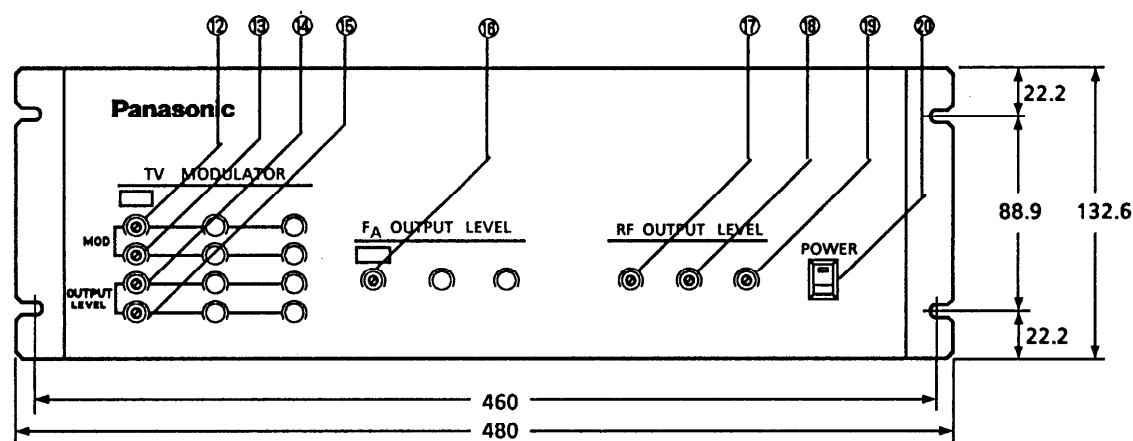 ⑫ ⑬ ⑭ ⑮ ⑯ ⑰ ⑱ ⑲ ⑳
Panasonic
22.2
TV MODULATOR
MOD
OUTPUT
LEVEL
FA OUTPUT LEVEL
RF OUTPUT LEVEL
POWER
88.9
132.6
22.2
460
480